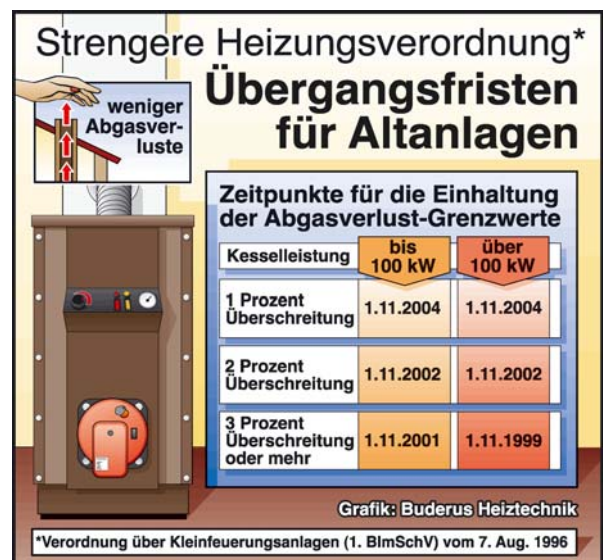 Strengere Heizungsverordnung*
Übergangsfristen
für Altanlagen
weniger
Abgasver-
luste
Zeitpunkte für die Einhaltung
der Abgasverlust-Grenzwerte
Kesselleistung
bis
100 kW
über
100 kW
1 Prozent
Überschreitung
1.11.2004
1.11.2004
2 Prozent
Überschreitung
1.11.2002
1.11.2002
3 Prozent
Überschreitung
oder mehr
1.11.2001
1.11.1999
Grafik: Buderus Heiztechnik
*Verordnung über Kleinfeuerungsanlagen (1. BImSchV) vom 7. Aug. 1996